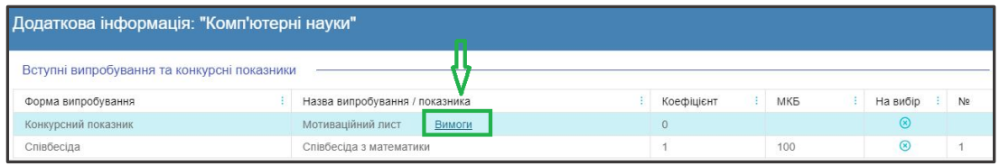 Додаткова інформація: "Комп'ютерні науки"
Вступні випробування та конкурсні показники
Форма випробування Назва випробування / показника Коефіцієнт МКБ На вибір №
Конкурсний показник Мотиваційний лист Вимоги 0
Співбесіда Співбесіда з математики 1 100 1